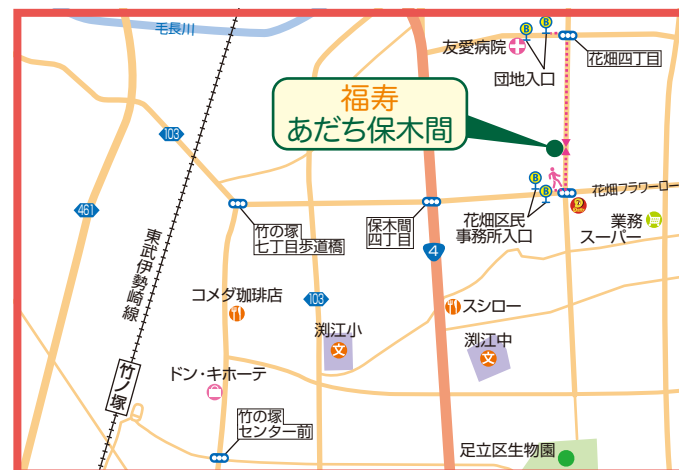 毛長川
友愛病院
B
B
団地入口
花畑四丁目
福寿
あだち保木間
103
461
東武伊勢崎線
竹の塚
七丁目歩道橋
保木間
四丁目
B
B
花畑区民
事務所入口
花畑フラワーロー
業務
スーパー
4
コメダ珈琲店
103
渕江小
文
スシロー
渕江中
文
竹ノ塚
ドン・キホーテ
竹の塚
センター前
足立区生物園